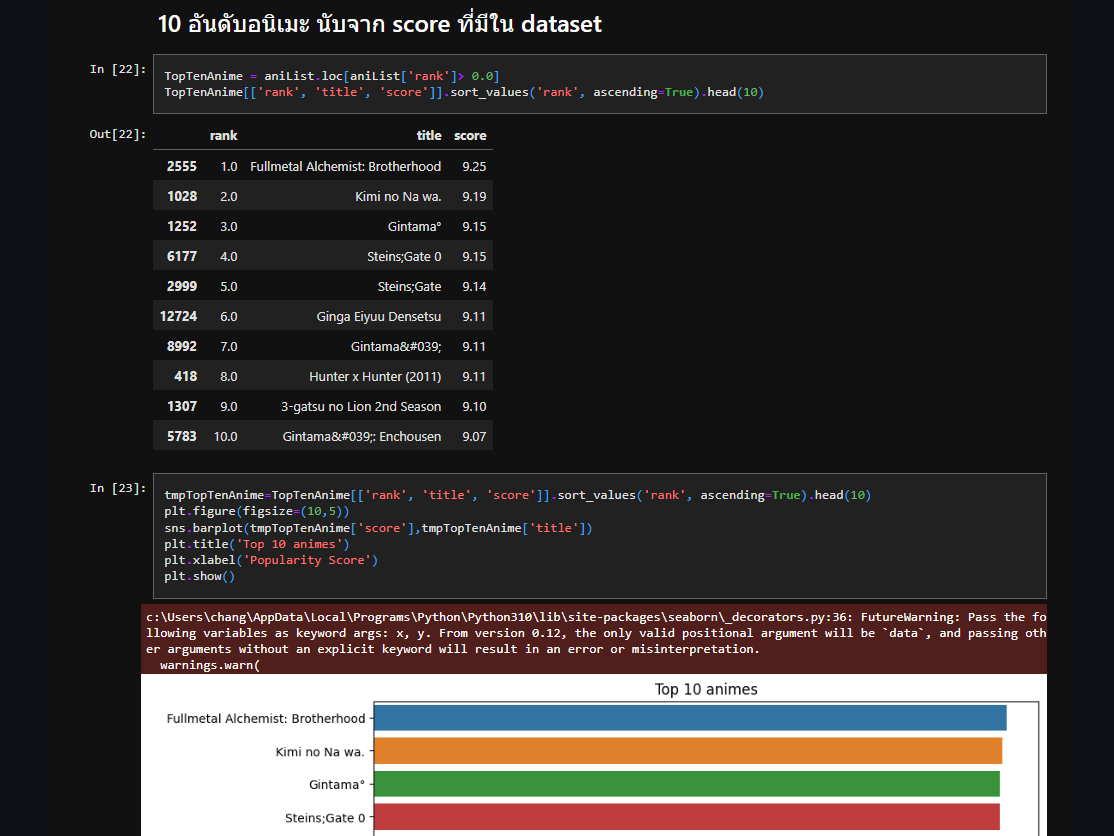 10 อันดับอนิเมะ นับจาก score ที่มีใน dataset
In [22]:
TopTenAnime = aniList.loc[aniList['rank']> 0.0]
TopTenAnime[['rank', 'title', 'score']].sort_values('rank', ascending=True).head(10)
Out[22]:
rank title score
2555 1.0 Fullmetal Alchemist: Brotherhood 9.25
1028 2.0 Kimi no Na wa. 9.19
1252 3.0 Gintama° 9.15
6177 4.0 Steins;Gate 0 9.15
2999 5.0 Steins;Gate 9.14
12724 6.0 Ginga Eiyuu Densetsu 9.11
8992 7.0 Gintama&#039; 9.11
418 8.0 Hunter x Hunter (2011) 9.11
1307 9.0 3-gatsu no Lion 2nd Season 9.10
5783 10.0 Gintama&#039;: Enchousen 9.07
In [23]:
tmpTopTenAnime=TopTenAnime[['rank', 'title', 'score']].sort_values('rank', ascending=True).head(10)
plt.figure(figsize=(10,5))
sns.barplot(tmpTopTenAnime['score'],tmpTopTenAnime['title'])
plt.title('Top 10 animes')
plt.xlabel('Popularity Score')
plt.show()
c:\Users\chang\AppData\Local\Programs\Python\Python310\lib\site-packages\seaborn\_decorators.py:36: FutureWarning: Pass the fo
llowing variables as keyword args: x, y. From version 0.12, the only valid positional argument will be `data`, and passing oth
er arguments without an explicit keyword will result in an error or misinterpretation.
warnings.warn(
Top 10 animes
Fullmetal Alchemist: Brotherhood
Kimi no Na wa.
Gintama°
Steins;Gate 0